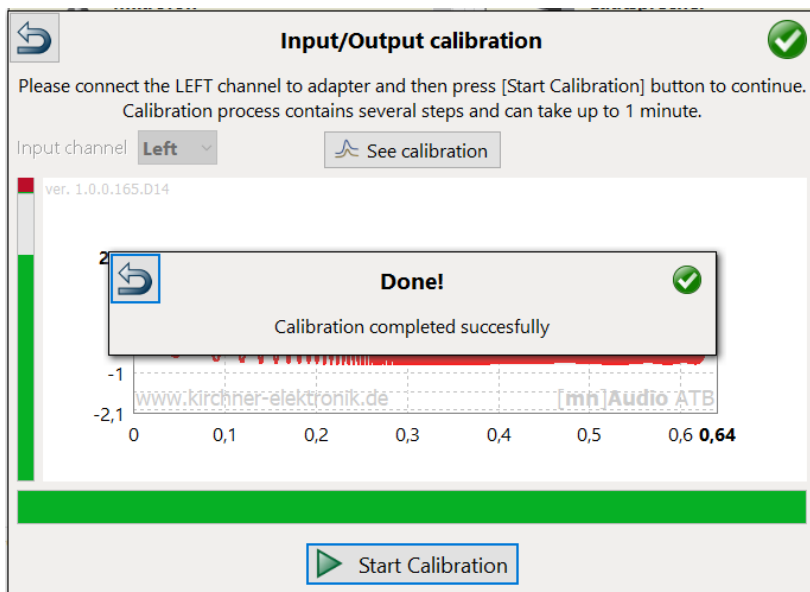 Input/Output calibration
Please connect the LEFT channel to adapter and then press [Start Calibration] button to continue.
Calibration process contains several steps and can take up to 1 minute.
Input channel Left See calibration
ver. 1.0.0.165.D14
2
Done!
Calibration completed succesfully
-1
www.kirchner-elektronik.de [mn]Audio ATB
-2,1
0 0,1 0,2 0,3 0,4 0,5 0,6 0,64
Start Calibration